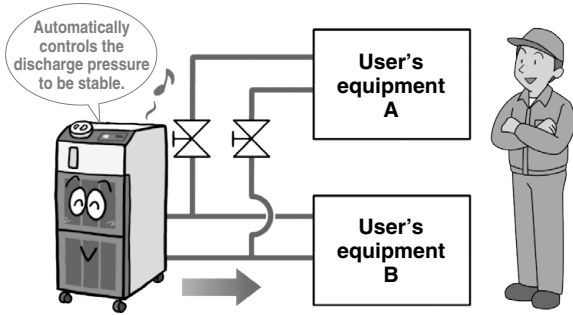 Automatically
controls the
discharge pressure
to be stable.
User's
equipment
A
User's
equipment
B